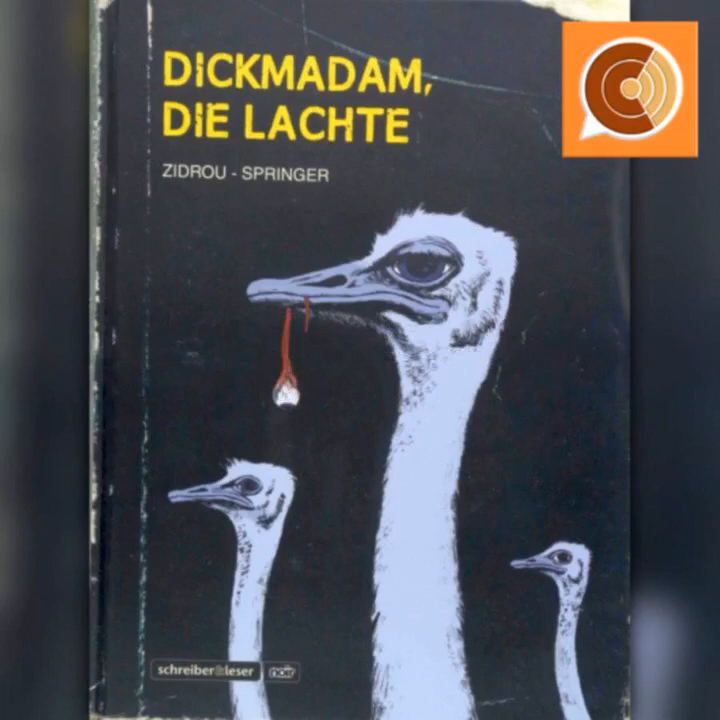 DICKMADAM,
DIE LACHTE
ZIDROU - SPRINGER
schreiber&leser noir